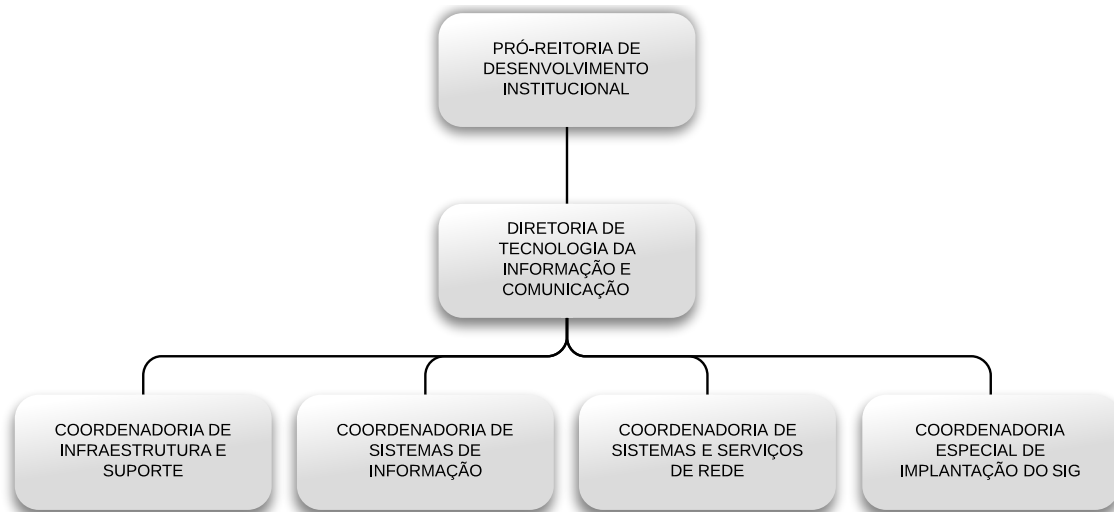 PRÓ-REITORIA DE
DESENVOLVIMENTO
INSTITUCIONAL
DIRETORIA DE
TECNOLOGIA DA
INFORMAÇÃO E
COMUNICAÇÃO
COORDENADORIA DE
INFRAESTRUTURA E
SUPORTE
COORDENADORIA DE
SISTEMAS DE
INFORMAÇÃO
COORDENADORIA DE
SISTEMAS E SERVIÇOS
DE REDE
COORDENADORIA
ESPECIAL DE
IMPLANTAÇÃO DO SIG